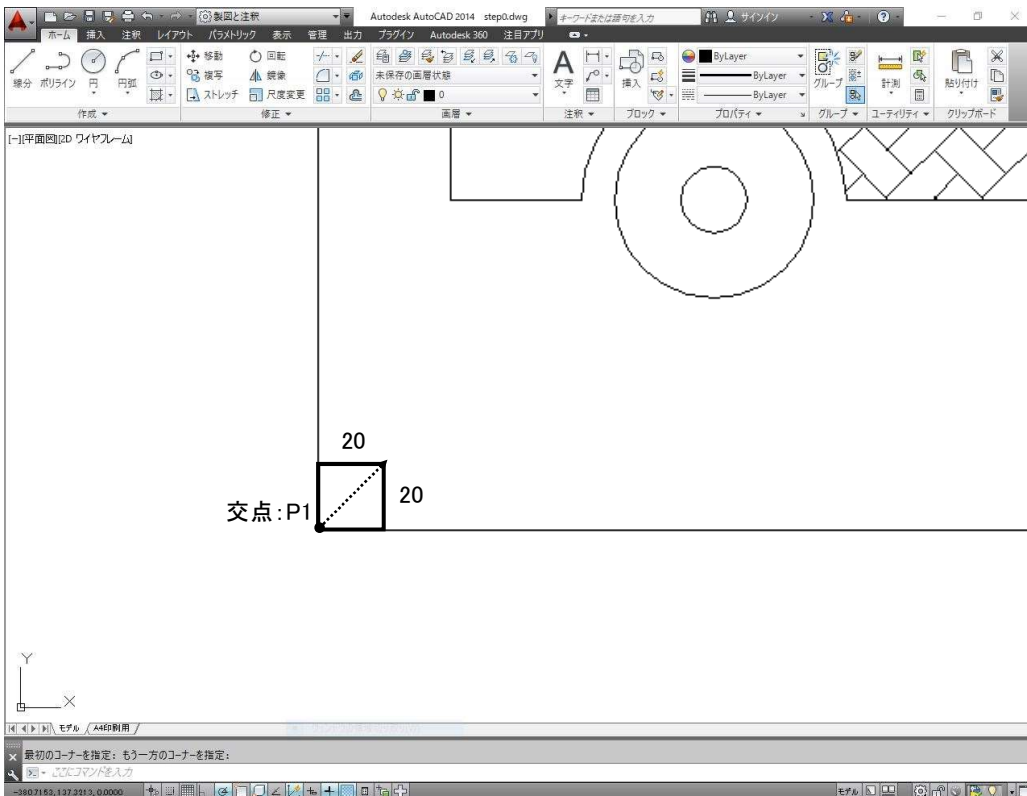 製図と注釈 Autodesk AutoCAD 2014 step0.dwg キーワードまたは語句を入力 サインイン
ホーム 挿入 注釈 レイアウト パラメトリック 表示 管理 出力 プラグイン Autodesk 360 注目アプリ
線分 ポリライン 円 円弧 移動 回転 未保存の画層状態 文字 挿入 ByLayer グループ 計測 貼り付け
複写 鏡像 ByLayer
ストレッチ 尺度変更 0 ByLayer
作成 修正 画層 注釈 ブロック プロパティ グループ ユーティリティ クリップボード
[-][平面図][2D ワイヤフレーム]
20
20
交点:P1
Y
X
モデル A4印刷用
最初のコーナーを指定: もう一方のコーナーを指定:
ここにコマンドを入力
モデル